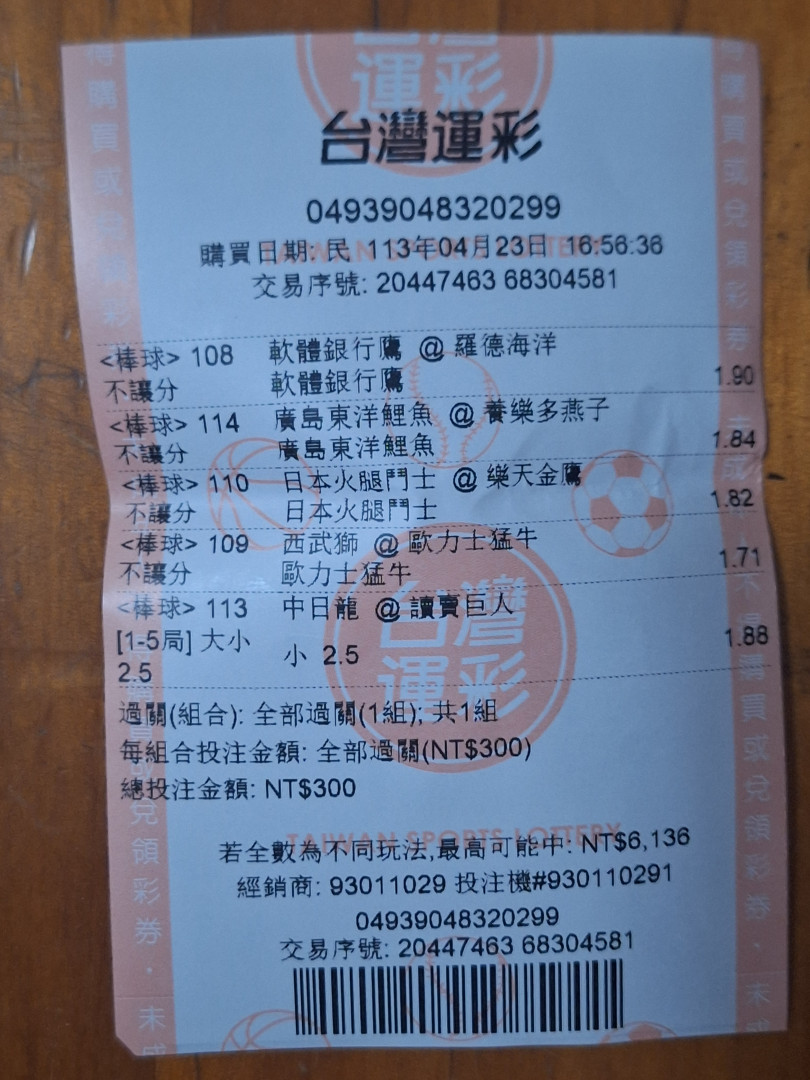 台灣運彩
04939048320299
購買日期: 民 113年04月23日 16:56:36
交易序號: 20447463 68304581
<棒球> 108 軟體銀行鷹 @ 羅德海洋
不讓分 軟體銀行鷹 1.90
<棒球> 114 廣島東洋鯉魚 @ 養樂多燕子
不讓分 廣島東洋鯉魚 1.84
<棒球> 110 日本火腿鬥士 @ 樂天金鷹
不讓分 日本火腿鬥士 1.82
<棒球> 109 西武獅 @ 歐力士猛牛
不讓分 歐力士猛牛 1.71
<棒球> 113 中日龍 @ 讀賣巨人
[1-5局] 大小 小 2.5 1.88
2.5
過關(組合): 全部過關(1組); 共1組
每組合投注金額: 全部過關(NT$300)
總投注金額: NT$300
TAIWAN SPORTS LOTTERY
若全數為不同玩法,最高可能中: NT$6,136
經銷商: 93011029 投注機#930110291
04939048320299
交易序號: 20447463 68304581